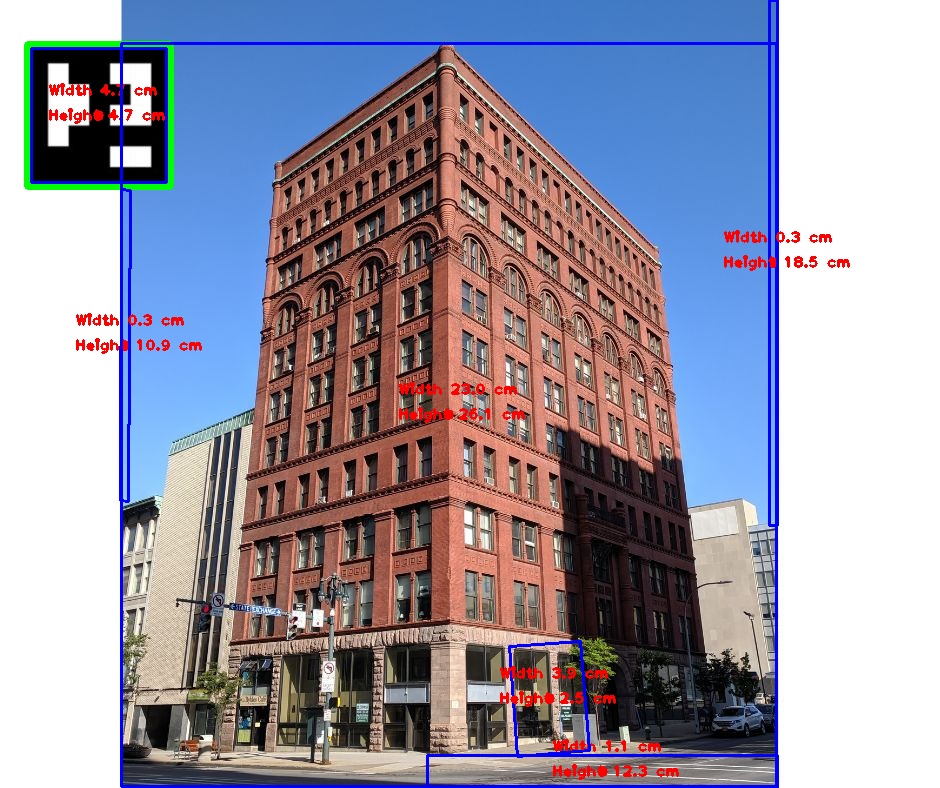 Width 4.7 cm
Height 4.7 cm
Width 0.3 cm
Height 18.5 cm
Width 0.3 cm
Height 10.9 cm
Width 23.0 cm
Height 26.1 cm
STATE EXCHANGE
Width 3.9 cm
Height 2.5 cm
Width 1.1 cm
Height 12.3 cm